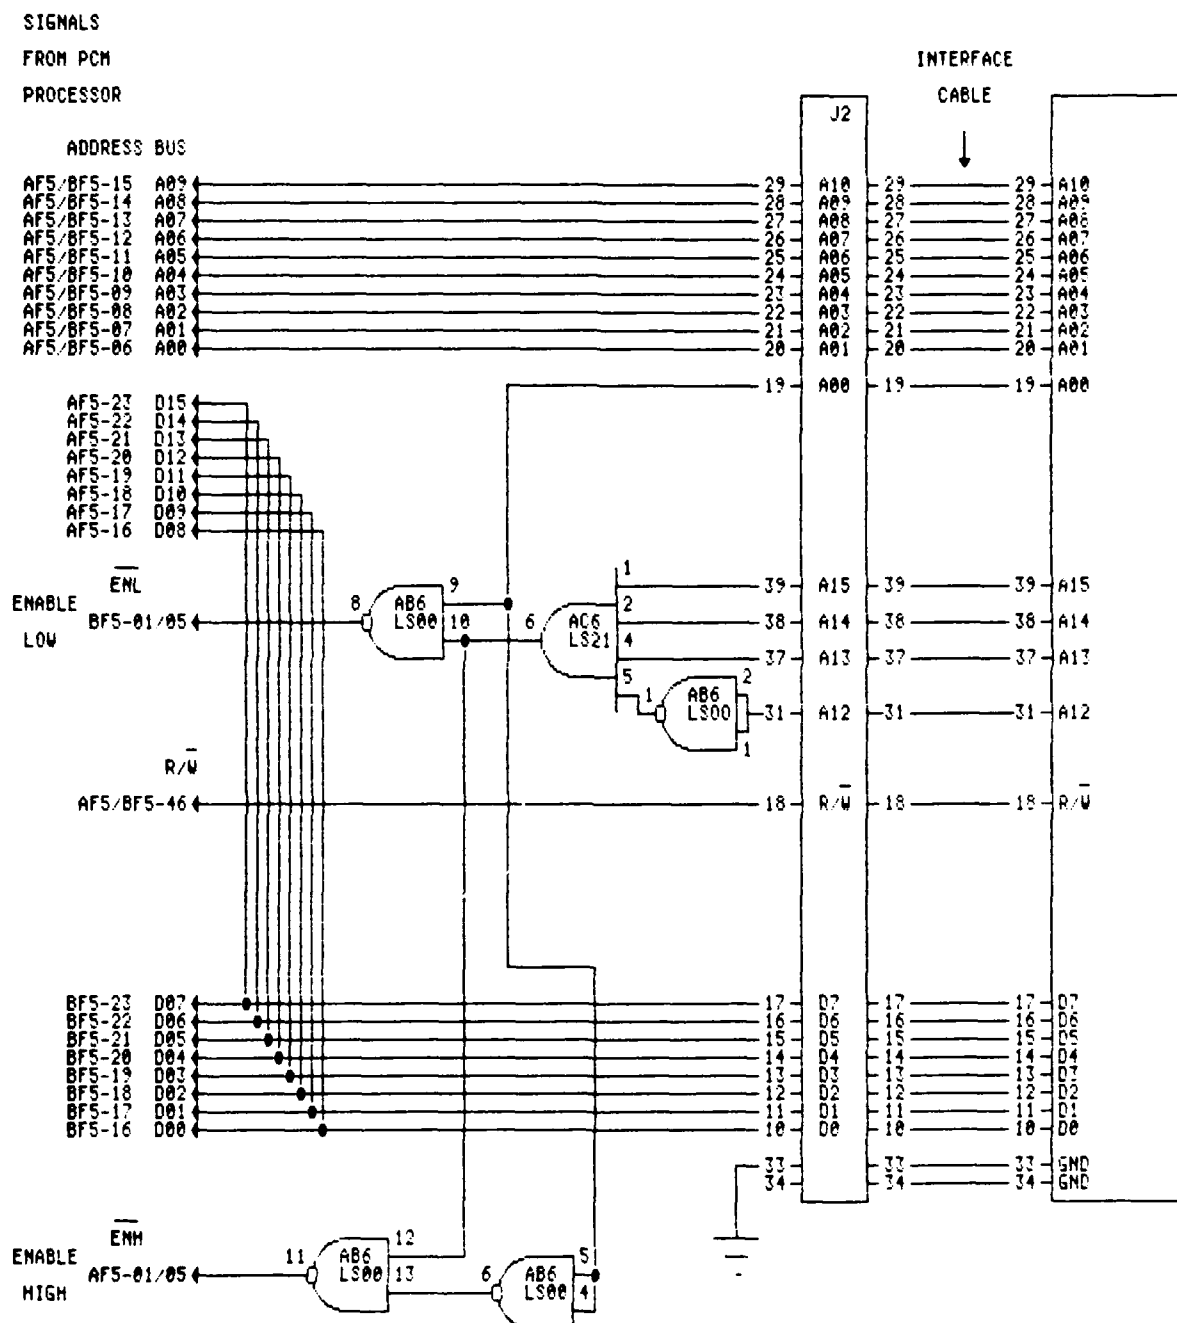 SIGNALS
FROM PCM
PROCESSOR
INTERFACE
CABLE
J2
ADDRESS BUS
AF5/BF5-15 A09 29 A10 29 29 A10
AF5/BF5-14 A08 28 A09 28 28 A09
AF5/BF5-13 A07 27 A08 27 27 A08
AF5/BF5-12 A06 26 A07 26 26 A07
AF5/BF5-11 A05 25 A06 25 25 A06
AF5/BF5-10 A04 24 A05 24 24 A05
AF5/BF5-09 A03 23 A04 23 23 A04
AF5/BF5-08 A02 22 A03 22 22 A03
AF5/BF5-07 A01 21 A02 21 21 A02
AF5/BF5-06 A00 20 A01 20 20 A01
19 A00 19 19 A00
AF5-23 D15
AF5-22 D14
AF5-21 D13
AF5-20 D12
AF5-19 D11
AF5-18 D10
AF5-17 D09
AF5-16 D08
ENL
ENABLE BF5-01/05
LOW
8 AB6 LS00 9 10
6 AC6 LS21 1 2 4 5
39 A15 39 39 A15
38 A14 38 38 A14
37 A13 37 37 A13
1 AB6 LS00 2 1
31 A12 31 31 A12
R/W
AF5/BF5-46 18 R/W 18 18 R/W
BF5-23 D07 17 D7 17 17 D7
BF5-22 D06 16 D6 16 16 D6
BF5-21 D05 15 D5 15 15 D5
BF5-20 D04 14 D4 14 14 D4
BF5-19 D03 13 D3 13 13 D3
BF5-18 D02 12 D2 12 12 D2
BF5-17 D01 11 D1 11 11 D1
BF5-16 D00 10 D0 10 10 D0
33 33 33 GND
34 34 34 GND
ENH
ENABLE AF5-01/05
HIGH
11 AB6 LS00 12 13
6 AB6 LS00 5 4